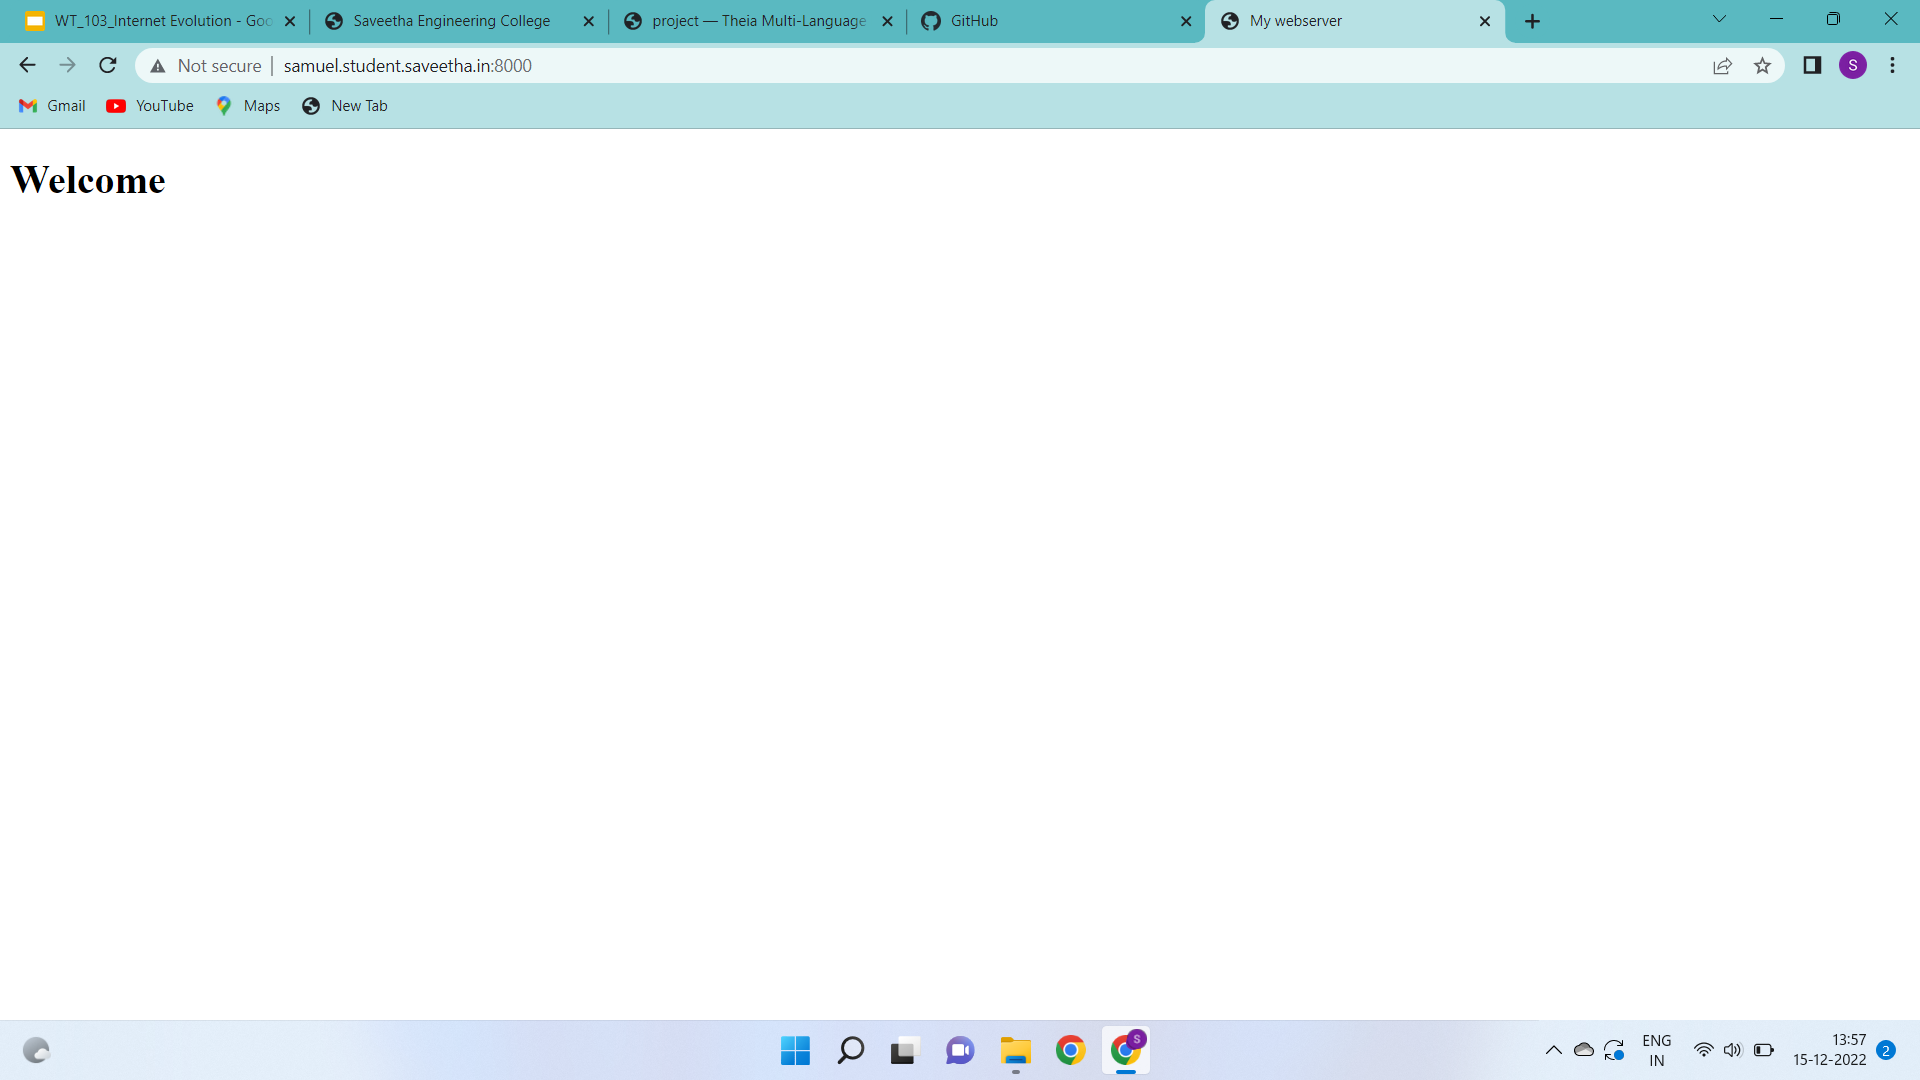 WT_103_Internet Evolution - Goo
Saveetha Engineering College
project — Theia Multi-Language
GitHub
My webserver
Not secure
samuel.student.saveetha.in:8000
S
Gmail
YouTube
Maps
New Tab
Welcome
S
ENG
IN
13:57
15-12-2022
2